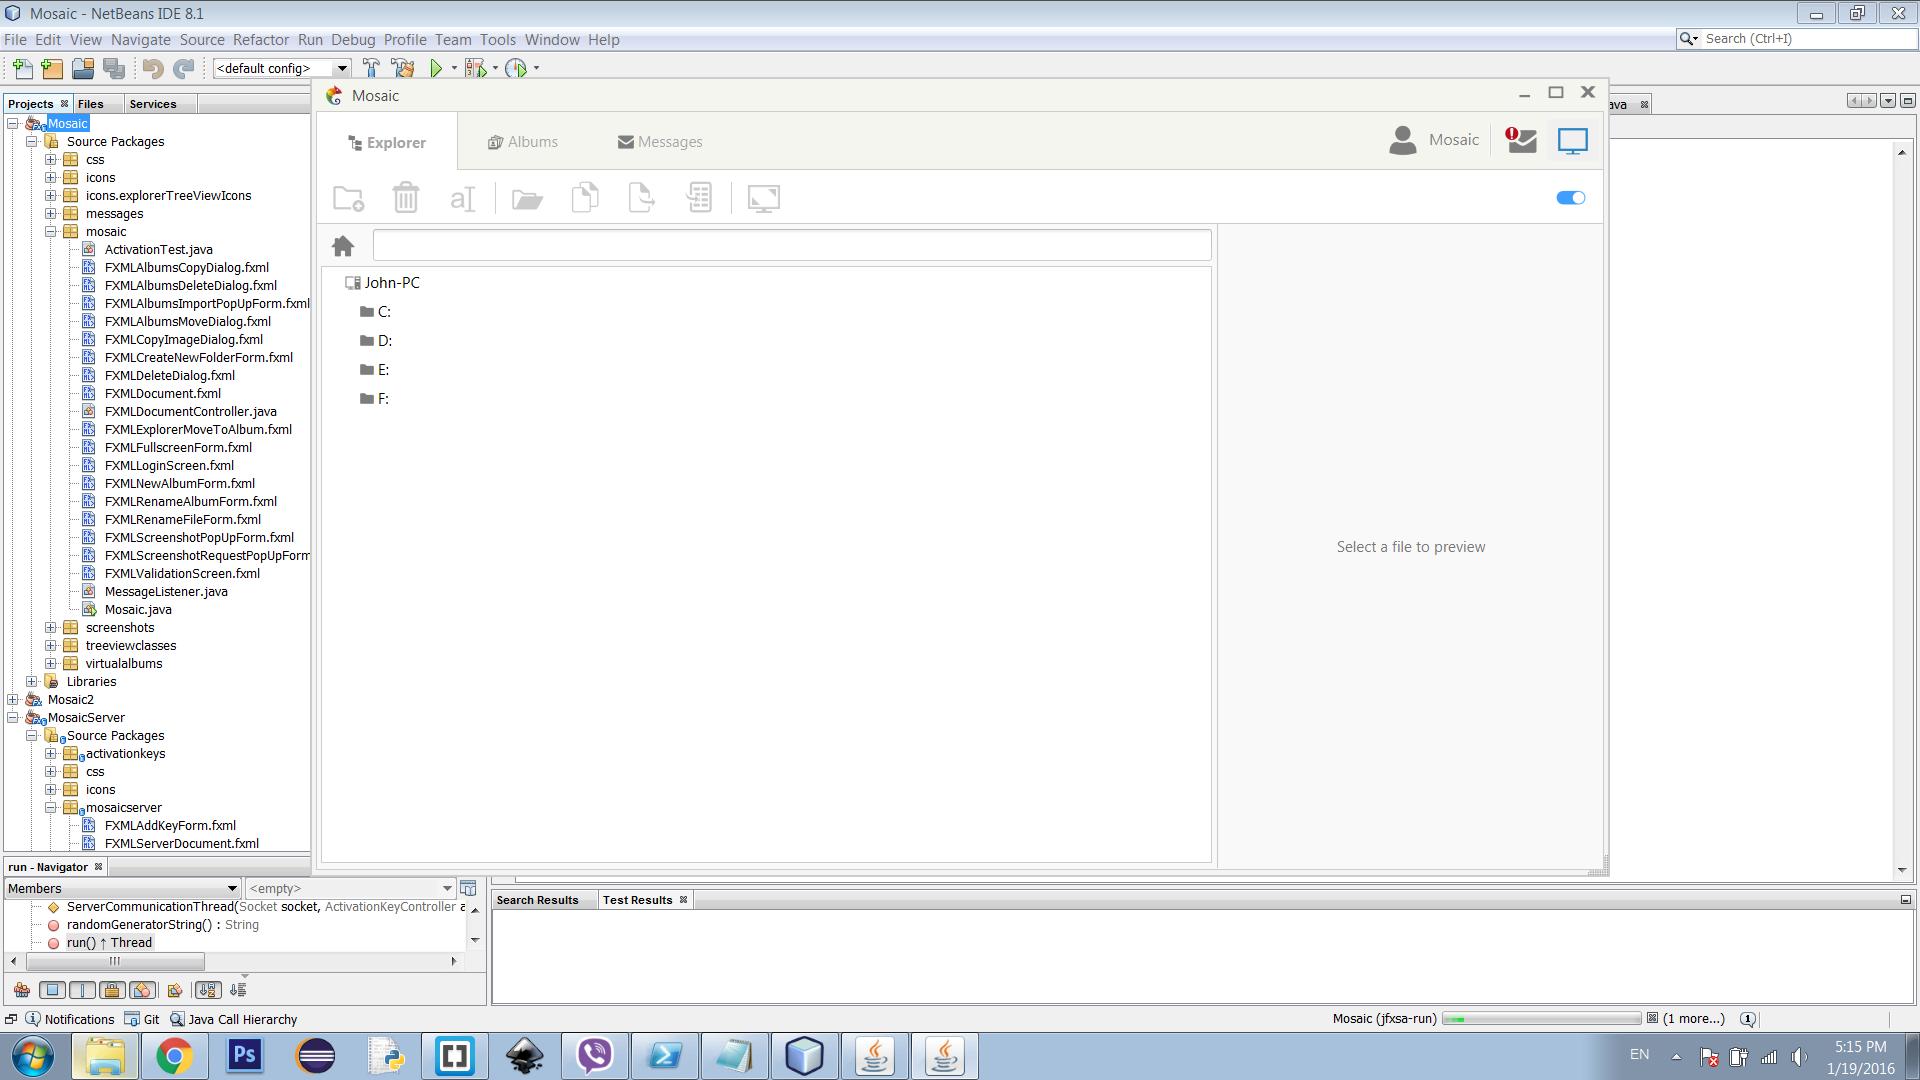 Mosaic - NetBeans IDE 8.1
File Edit View Navigate Source Refactor Run Debug Profile Team Tools Window Help
Search (Ctrl+I)
<default config>
Projects Files Services
Mosaic
Source Packages
css
icons
icons.explorerTreeViewIcons
messages
mosaic
ActivationTest.java
FXMLAlbumsCopyDialog.fxml
FXMLAlbumsDeleteDialog.fxml
FXMLAlbumsImportPopUpForm.fxml
FXMLAlbumsMoveDialog.fxml
FXMLCopyImageDialog.fxml
FXMLCreateNewFolderForm.fxml
FXMLDeleteDialog.fxml
FXMLDocument.fxml
FXMLDocumentController.java
FXMLExplorerMoveToAlbum.fxml
FXMLFullscreenForm.fxml
FXMLLoginScreen.fxml
FXMLNewAlbumForm.fxml
FXMLRenameAlbumForm.fxml
FXMLRenameFileForm.fxml
FXMLScreenshotPopUpForm.fxml
FXMLScreenshotRequestPopUpForm
FXMLValidationScreen.fxml
MessageListener.java
Mosaic.java
screenshots
treeviewclasses
virtualalbums
Libraries
Mosaic2
MosaicServer
Source Packages
activationkeys
css
icons
mosaicserver
FXMLAddKeyForm.fxml
FXMLServerDocument.fxml
Mosaic
Explorer Albums Messages
Mosaic
aI
John-PC
C:
D:
E:
F:
Select a file to preview
ava
run - Navigator
Members <empty>
ServerCommunicationThread(Socket socket, ActivationKeyController a
randomGeneratorString() : String
run() ↑ Thread
Search Results Test Results
Notifications Git Java Call Hierarchy
Mosaic (jfxsa-run) (1 more...)
Ps
EN
5:15 PM
1/19/2016